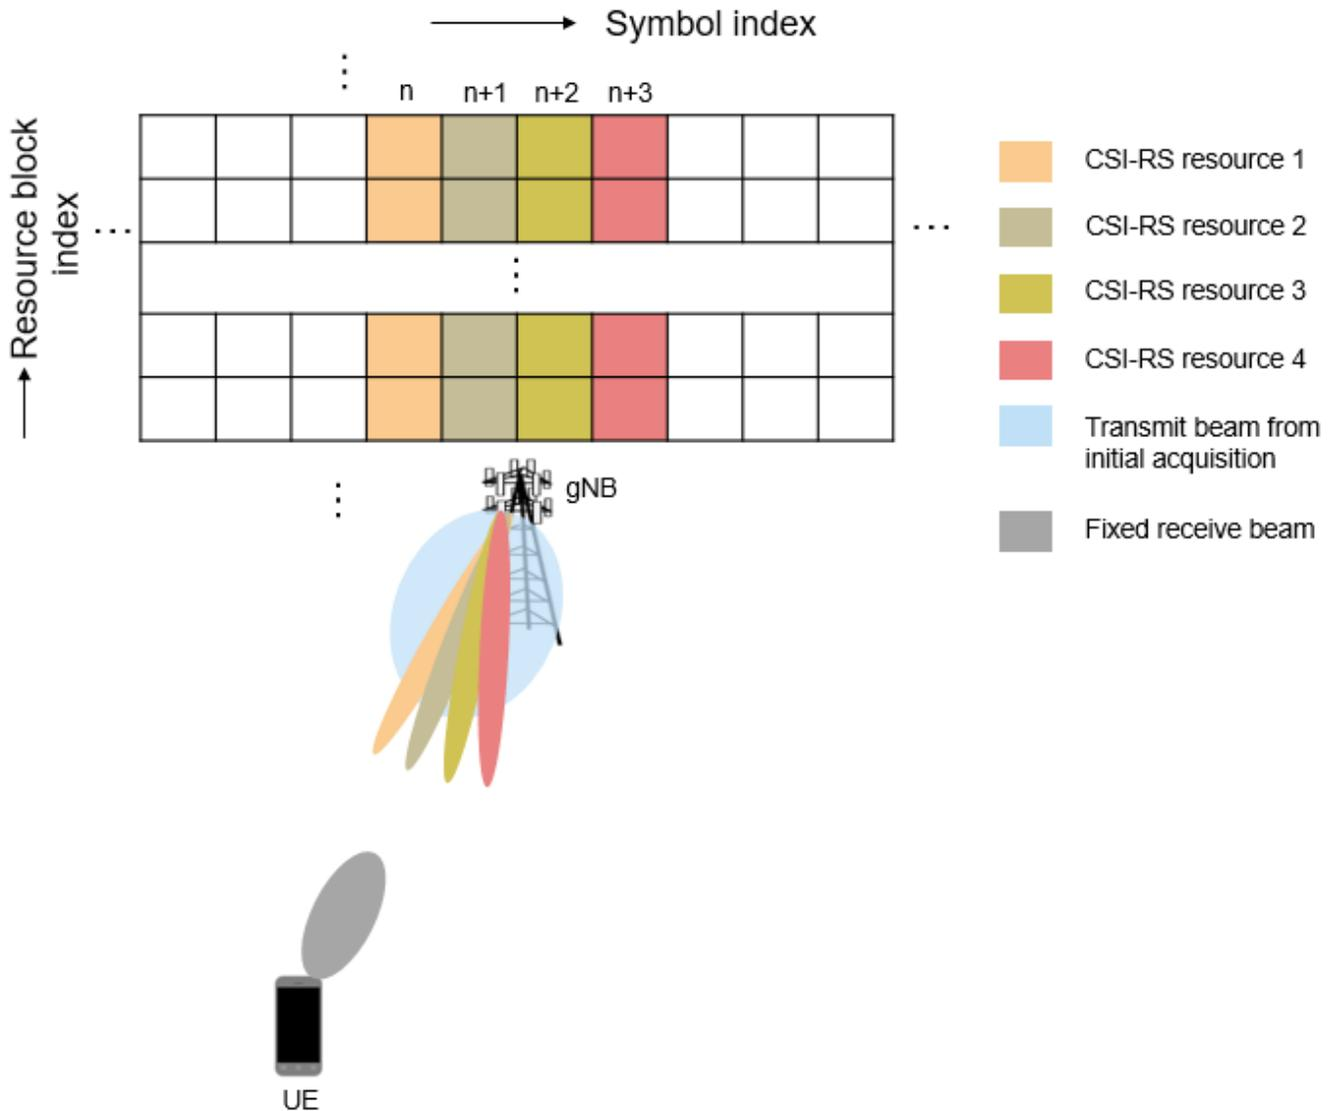 Symbol index
n
n+1
n+2
n+3
Resource block
index
CSI-RS resource 1
CSI-RS resource 2
CSI-RS resource 3
CSI-RS resource 4
Transmit beam from
initial acquisition
Fixed receive beam
gNB
UE